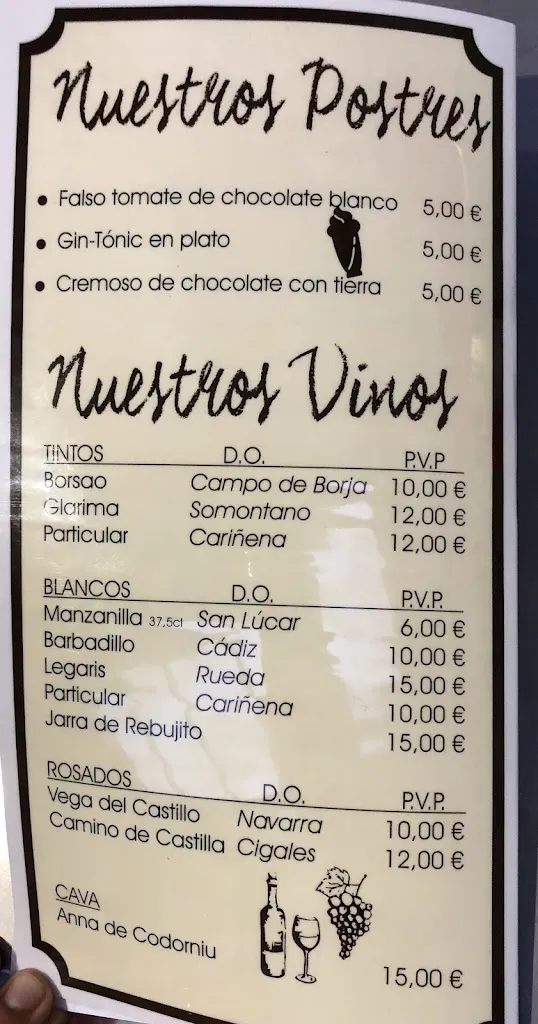 Nuestros Postres
• Falso tomate de chocolate blanco 5,00 €
• Gin-Tónic en plato 5,00 €
• Cremoso de chocolate con tierra 5,00 €
Nuestros Vinos
TINTOS D.O. P.V.P
Borsao Campo de Borja 10,00 €
Glarima Somontano 12,00 €
Particular Cariñena 12,00 €
BLANCOS D.O. P.V.P.
Manzanilla 37,5cl San Lúcar 6,00 €
Barbadillo Cádiz 10,00 €
Legaris Rueda 15,00 €
Particular Cariñena 10,00 €
Jarra de Rebujito 15,00 €
ROSADOS D.O. P.V.P.
Vega del Castillo Navarra 10,00 €
Camino de Castilla Cigales 12,00 €
CAVA
Anna de Codorniu 15,00 €